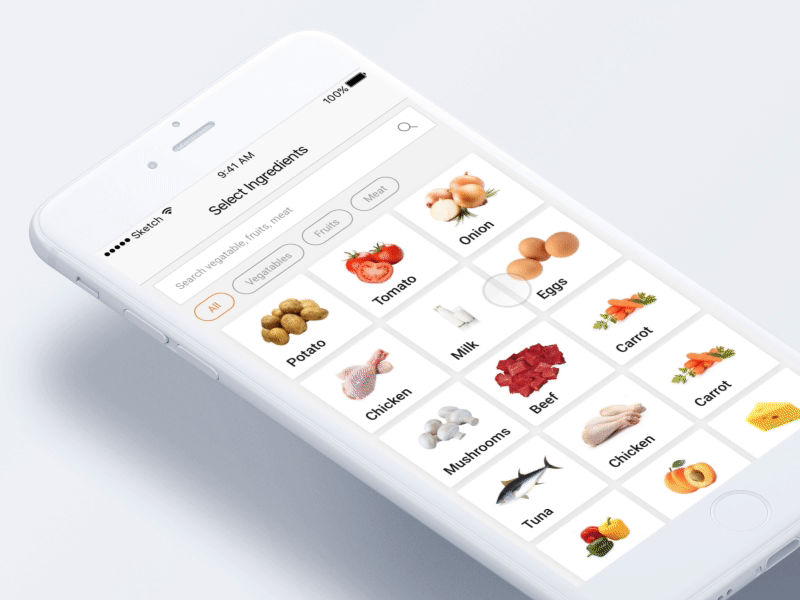 Sketch
9:41 AM
100%
Select Ingredients
Search vegatable, fruits, meat
All
Vegatables
Fruits
Meat
Potato
Tomato
Onion
Chicken
Milk
Eggs
Mushrooms
Beef
Carrot
Tuna
Chicken
Carrot